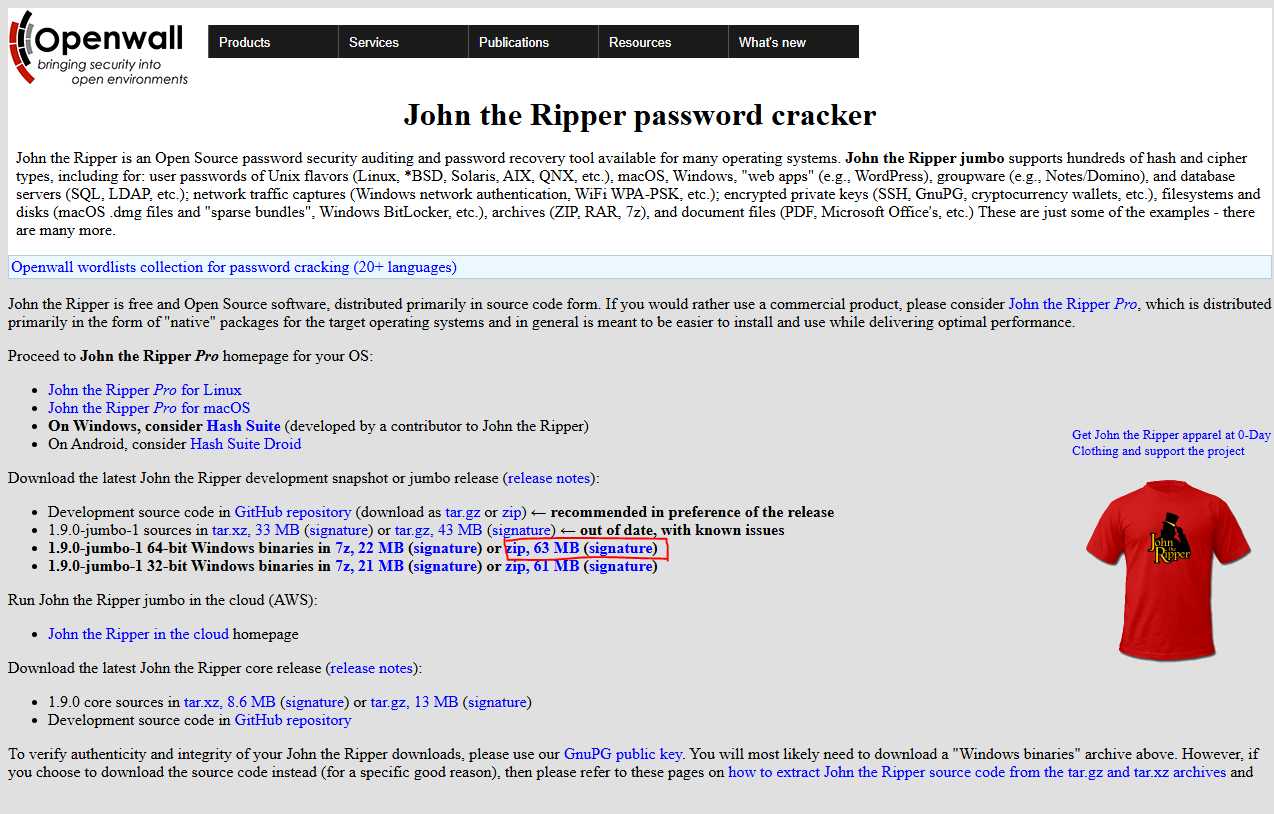 Openwall
bringing security into
open environments
Products
Services
Publications
Resources
What's new
John the Ripper password cracker
John the Ripper is an Open Source password security auditing and password recovery tool available for many operating systems. John the Ripper jumbo supports hundreds of hash and cipher
types, including for: user passwords of Unix flavors (Linux, *BSD, Solaris, AIX, QNX, etc.), macOS, Windows, "web apps" (e.g., WordPress), groupware (e.g., Notes/Domino), and database
servers (SQL, LDAP, etc.); network traffic captures (Windows network authentication, WiFi WPA-PSK, etc.); encrypted private keys (SSH, GnuPG, cryptocurrency wallets, etc.), filesystems and
disks (macOS .dmg files and "sparse bundles", Windows BitLocker, etc.), archives (ZIP, RAR, 7z), and document files (PDF, Microsoft Office's, etc.) These are just some of the examples - there
are many more.
Openwall wordlists collection for password cracking (20+ languages)
John the Ripper is free and Open Source software, distributed primarily in source code form. If you would rather use a commercial product, please consider John the Ripper Pro, which is distributed
primarily in the form of "native" packages for the target operating systems and in general is meant to be easier to install and use while delivering optimal performance.
Proceed to John the Ripper Pro homepage for your OS:
• John the Ripper Pro for Linux
• John the Ripper Pro for macOS
• On Windows, consider Hash Suite (developed by a contributor to John the Ripper)
• On Android, consider Hash Suite Droid
Get John the Ripper apparel at 0-Day
Clothing and support the project
John
the
Ripper
Download the latest John the Ripper development snapshot or jumbo release (release notes):
• Development source code in GitHub repository (download as tar.gz or zip) ← recommended in preference of the release
• 1.9.0-jumbo-1 sources in tar.xz, 33 MB (signature) or tar.gz, 43 MB (signature) ← out of date, with known issues
• 1.9.0-jumbo-1 64-bit Windows binaries in 7z, 22 MB (signature) or zip, 63 MB (signature)
• 1.9.0-jumbo-1 32-bit Windows binaries in 7z, 21 MB (signature) or zip, 61 MB (signature)
Run John the Ripper jumbo in the cloud (AWS):
• John the Ripper in the cloud homepage
Download the latest John the Ripper core release (release notes):
• 1.9.0 core sources in tar.xz, 8.6 MB (signature) or tar.gz, 13 MB (signature)
• Development source code in GitHub repository
To verify authenticity and integrity of your John the Ripper downloads, please use our GnuPG public key. You will most likely need to download a "Windows binaries" archive above. However, if
you choose to download the source code instead (for a specific good reason), then please refer to these pages on how to extract John the Ripper source code from the tar.gz and tar.xz archives and